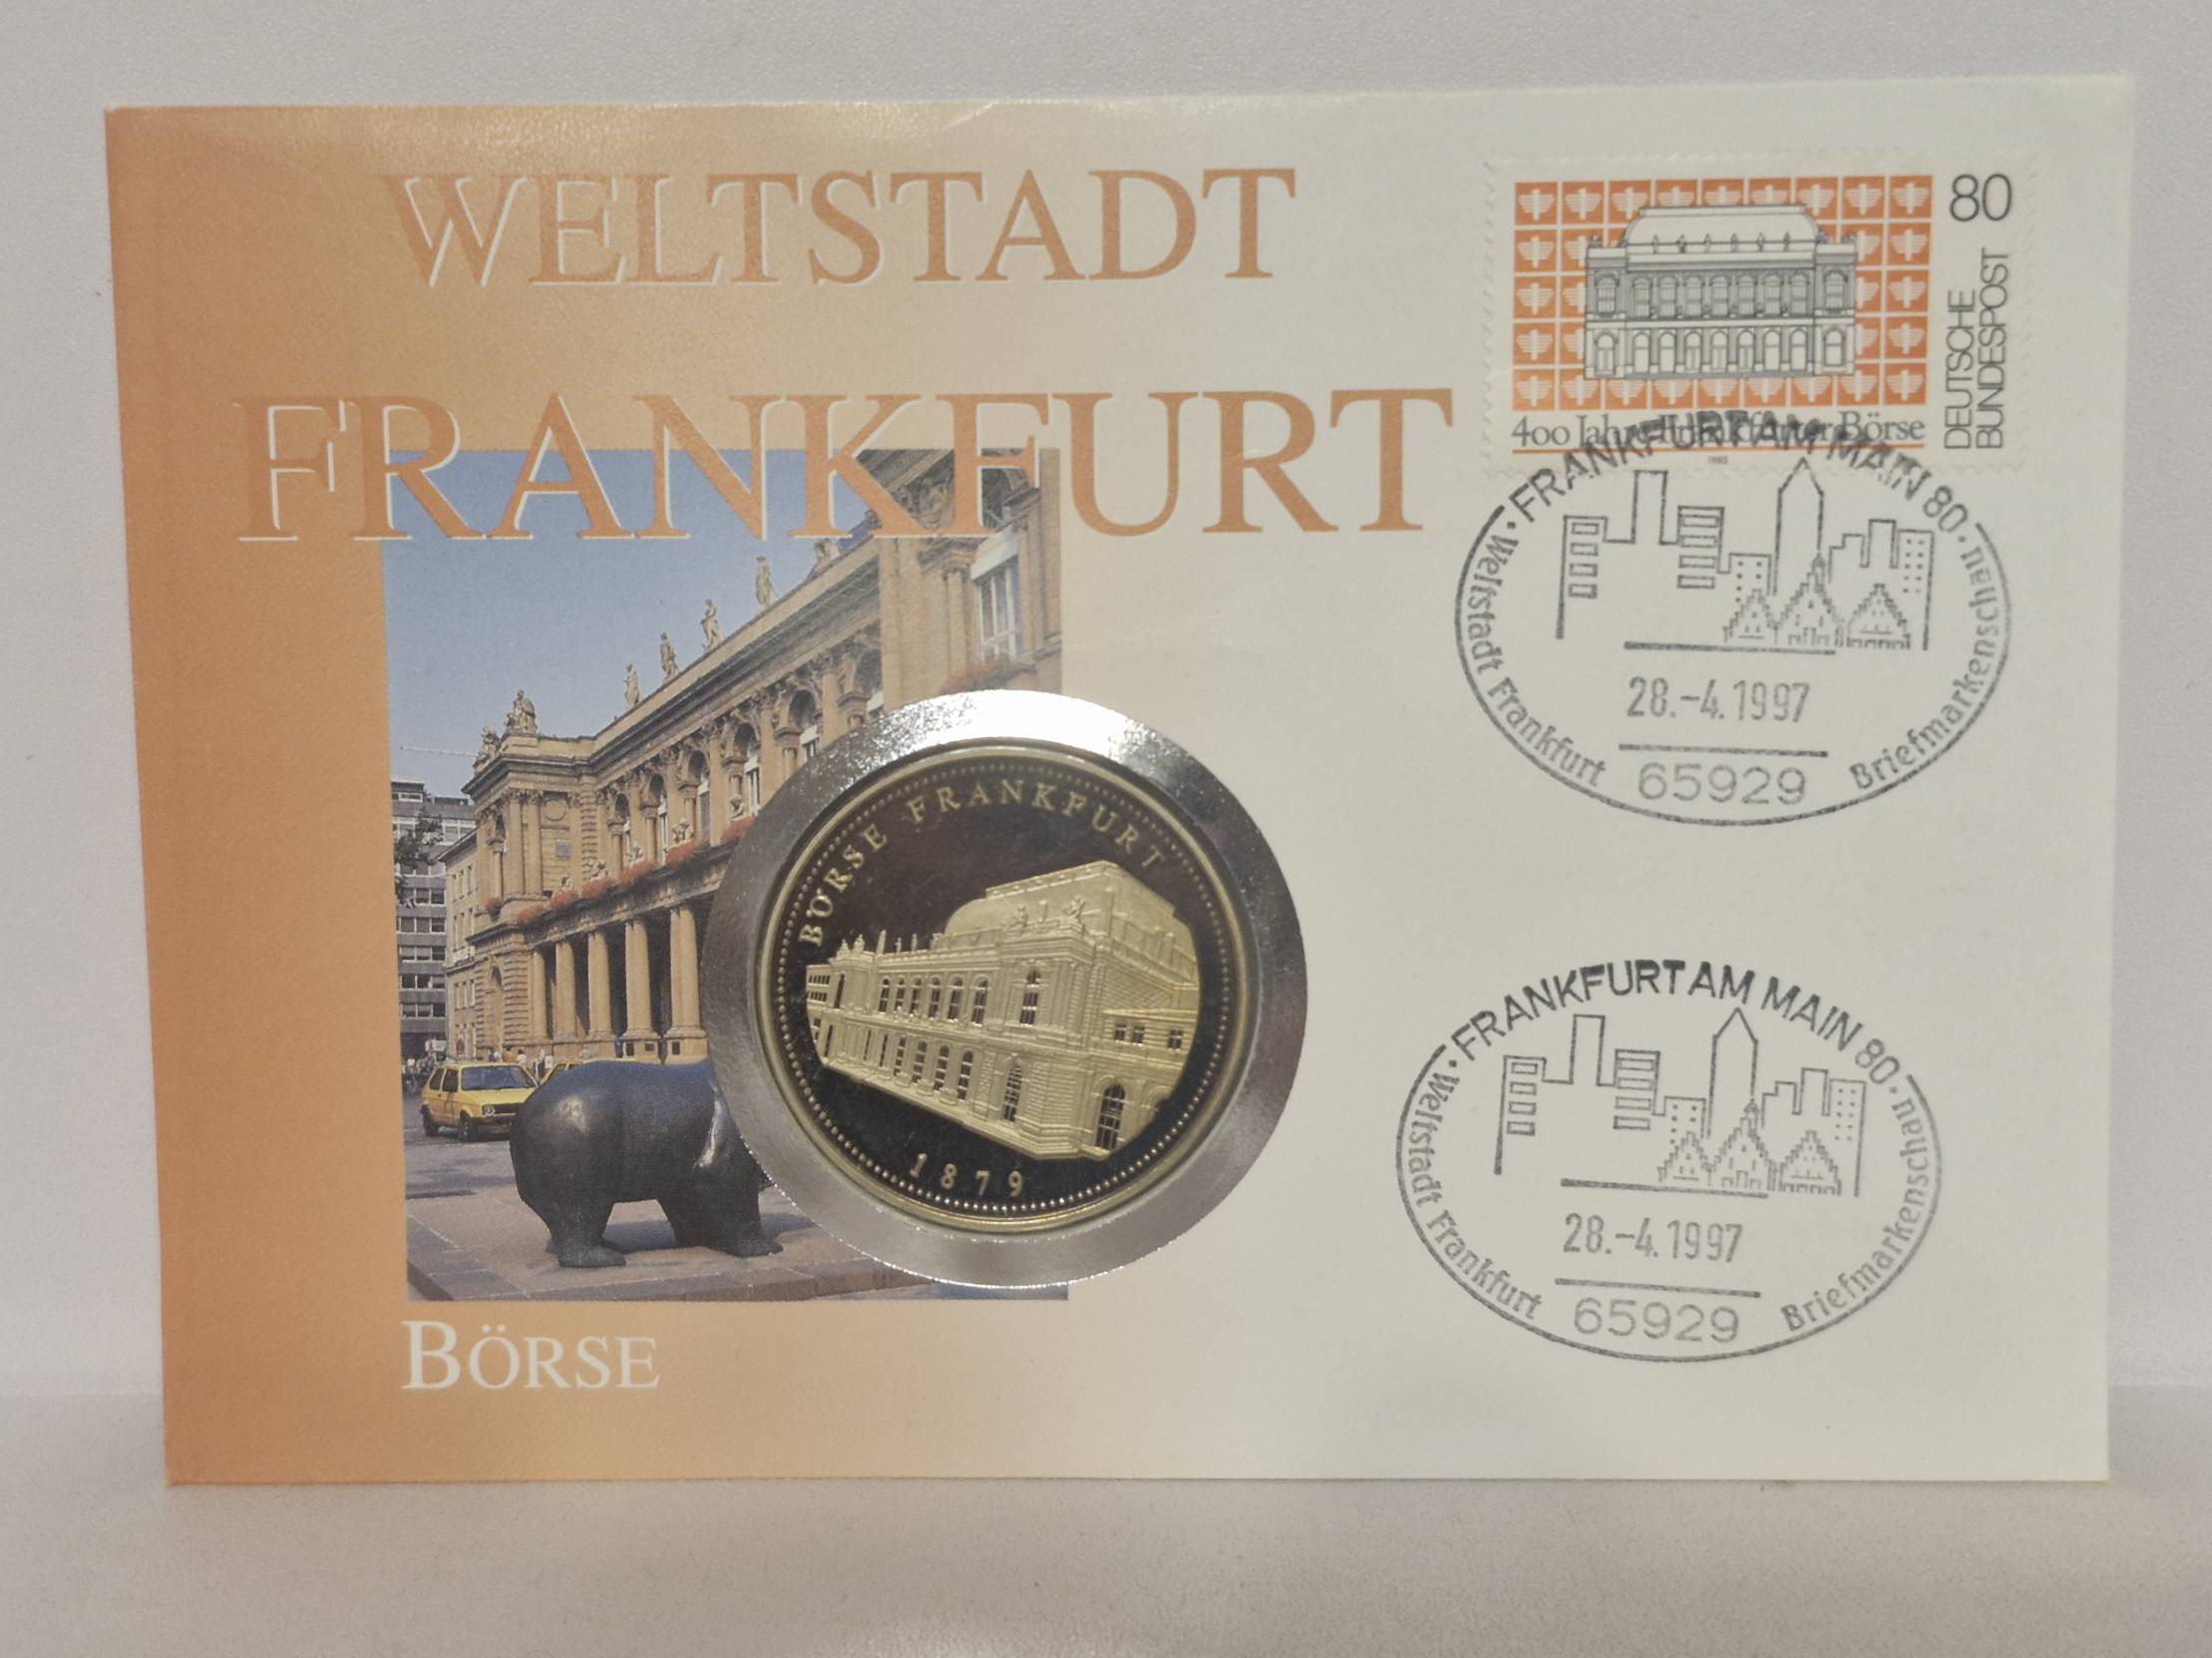 WELTSTADT
FRANKFURT
80
DEUTSCHE
BUNDESPOST
400 Jahre Frankfurter Börse
1985
· FRANKFURT AM MAIN 80 ·
28.-4.1997
65929
Weltstadt Frankfurt Briefmarkenschau
BÖRSE FRANKFURT
1879
· FRANKFURT AM MAIN 80 ·
28.-4.1997
65929
Weltstadt Frankfurt Briefmarkenschau
BÖRSE